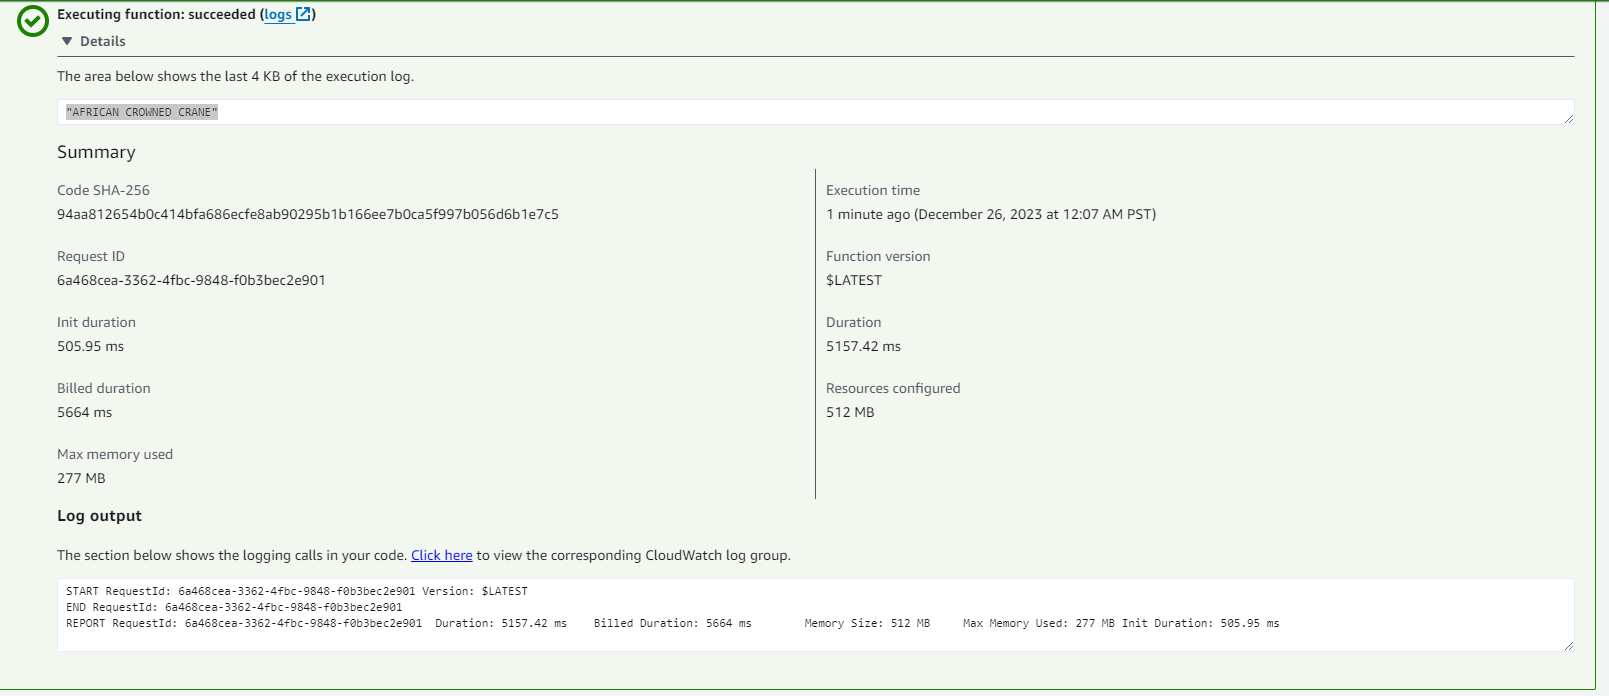 Executing function: succeeded (logs)
▼ Details
The area below shows the last 4 KB of the execution log.
"AFRICAN CROWNED CRANE"
Summary
Code SHA-256
94aa812654b0c414bfa686ecfe8ab90295b1b166ee7b0ca5f997b056d6b1e7c5
Execution time
1 minute ago (December 26, 2023 at 12:07 AM PST)
Request ID
6a468cea-3362-4fbc-9848-f0b3bec2e901
Function version
$LATEST
Init duration
505.95 ms
Duration
5157.42 ms
Billed duration
5664 ms
Resources configured
512 MB
Max memory used
277 MB
Log output
The section below shows the logging calls in your code. Click here to view the corresponding CloudWatch log group.
START RequestId: 6a468cea-3362-4fbc-9848-f0b3bec2e901 Version: $LATEST
END RequestId: 6a468cea-3362-4fbc-9848-f0b3bec2e901
REPORT RequestId: 6a468cea-3362-4fbc-9848-f0b3bec2e901 Duration: 5157.42 ms Billed Duration: 5664 ms Memory Size: 512 MB Max Memory Used: 277 MB Init Duration: 505.95 ms